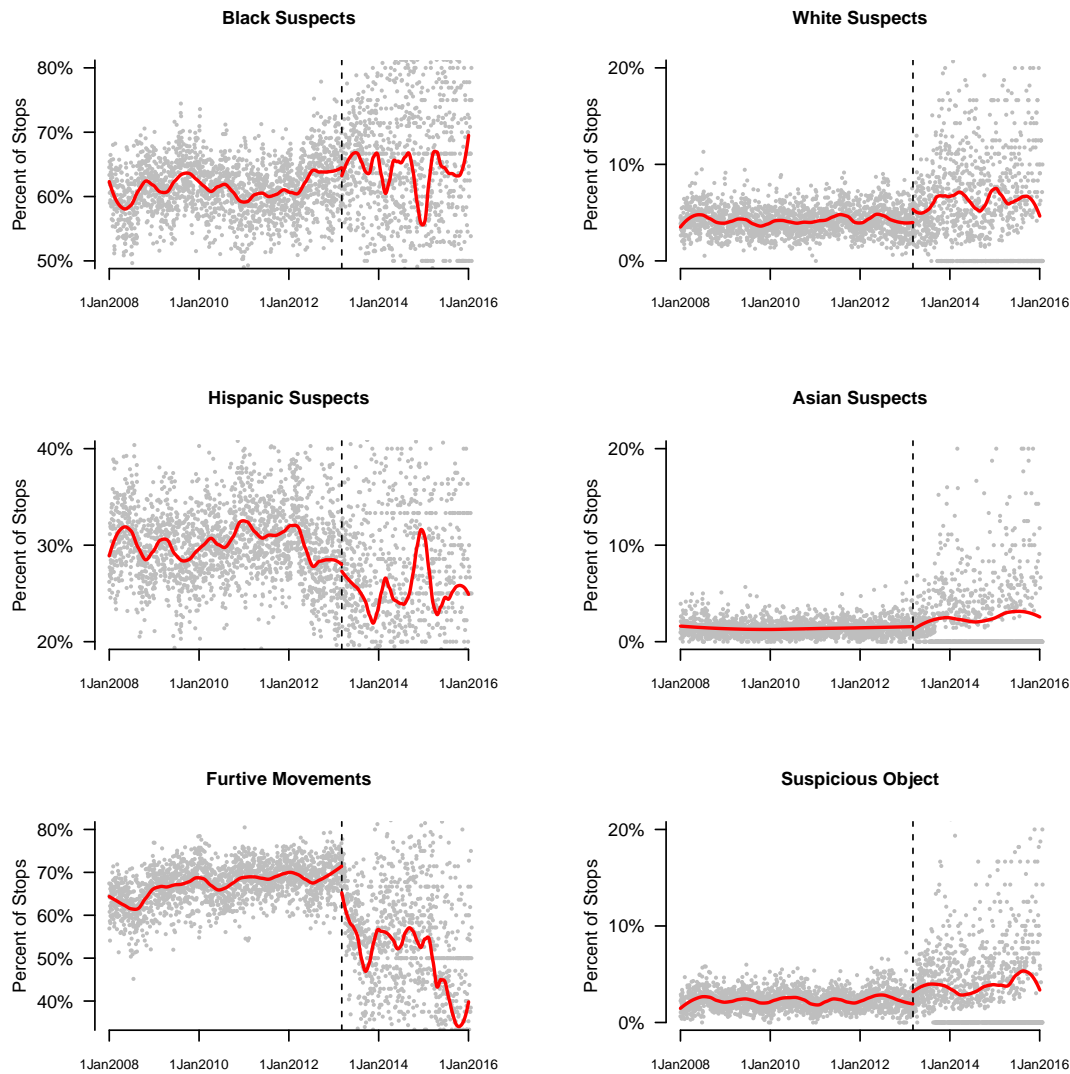 Black Suspects
Percent of Stops
80%
70%
60%
50%
1Jan2008 1Jan2010 1Jan2012 1Jan2014 1Jan2016
White Suspects
Percent of Stops
20%
10%
0%
1Jan2008 1Jan2010 1Jan2012 1Jan2014 1Jan2016
Hispanic Suspects
Percent of Stops
40%
30%
20%
1Jan2008 1Jan2010 1Jan2012 1Jan2014 1Jan2016
Asian Suspects
Percent of Stops
20%
10%
0%
1Jan2008 1Jan2010 1Jan2012 1Jan2014 1Jan2016
Furtive Movements
Percent of Stops
80%
70%
60%
50%
40%
1Jan2008 1Jan2010 1Jan2012 1Jan2014 1Jan2016
Suspicious Object
Percent of Stops
20%
10%
0%
1Jan2008 1Jan2010 1Jan2012 1Jan2014 1Jan2016